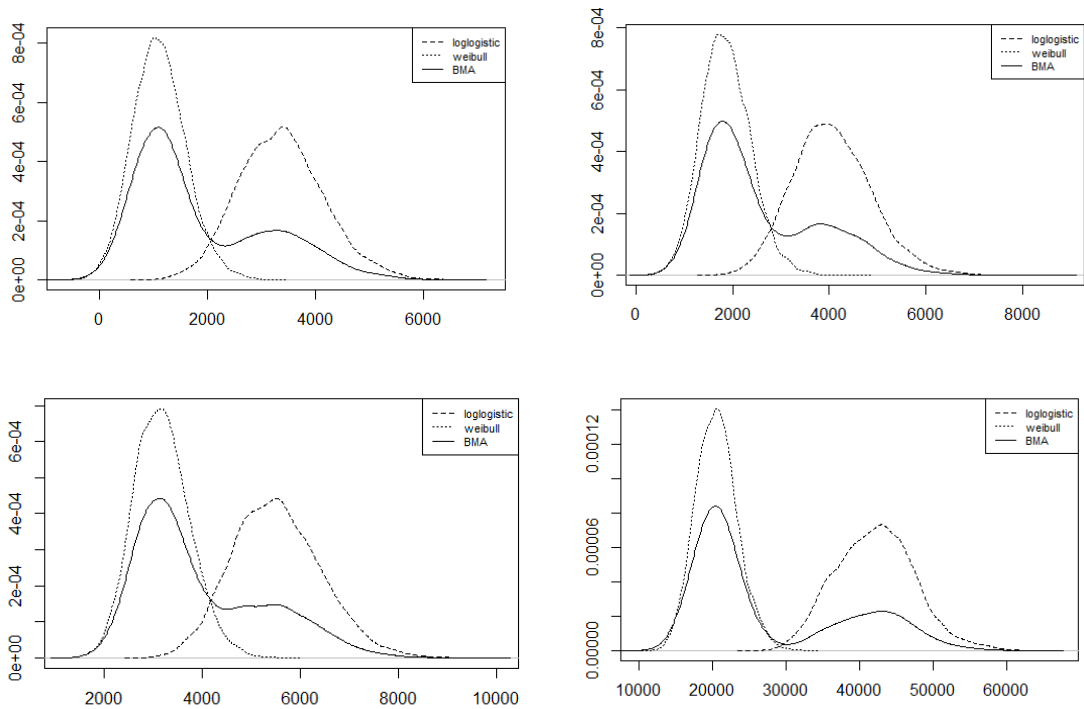 8e-04
6e-04
4e-04
2e-04
0e+00
loglogistic
weibull
BMA
0 2000 4000 6000
8e-04
6e-04
4e-04
2e-04
0e+00
loglogistic
weibull
BMA
0 2000 4000 6000 8000
6e-04
4e-04
2e-04
0e+00
loglogistic
weibull
BMA
2000 4000 6000 8000 10000
0.00012
0.00006
0.00000
loglogistic
weibull
BMA
10000 20000 30000 40000 50000 60000